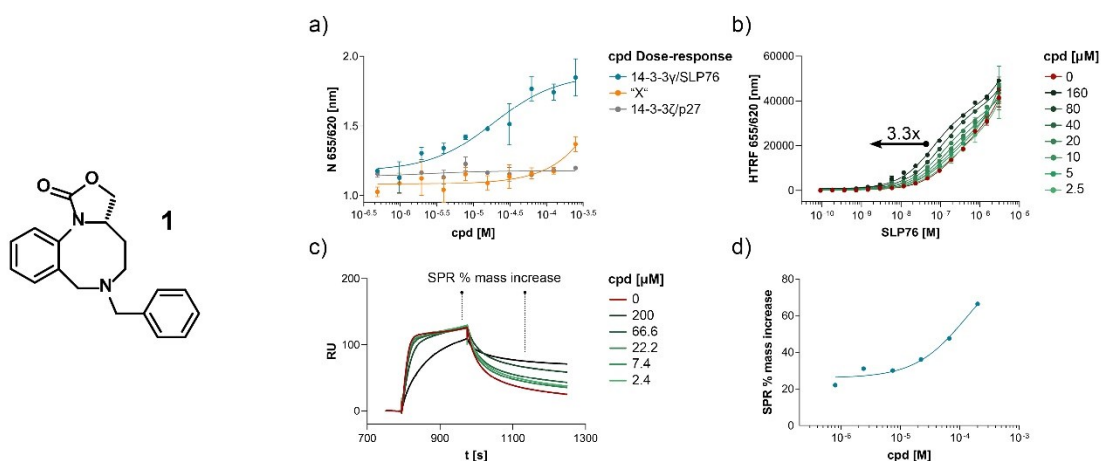 O
O
N
N
1
a)
N 655/620 [nm]
2.0
1.5
1.0
10-6.5 10-6 10-5.5 10-5 10-4.5 10-4 10-3.5
cpd [M]
cpd Dose-response
14-3-3γ/SLP76
"X"
14-3-3ζ/p27
b)
HTRF 655/620 [nm]
60000
40000
20000
0
3.3x
10-10 10-9 10-8 10-7 10-6 10-5
SLP76 [M]
cpd [µM]
0
160
80
40
20
10
5
2.5
c)
RU
200
100
0
SPR % mass increase
700 900 1100 1300
t [s]
cpd [µM]
0
200
66.6
22.2
7.4
2.4
d)
SPR % mass increase
80
60
40
20
0
10-6 10-5 10-4 10-3
cpd [M]